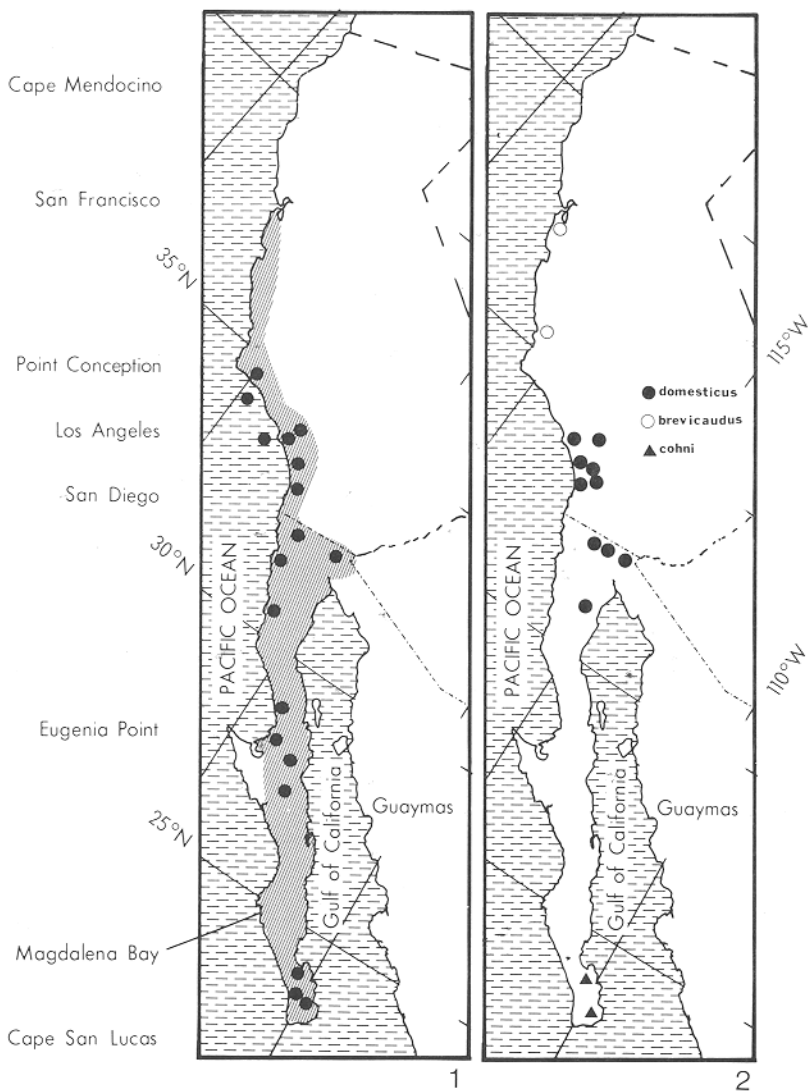 Cape Mendocino
San Francisco
35°N
Point Conception
Los Angeles
San Diego
30°N
PACIFIC OCEAN
Eugenia Point
25°N
Gulf of California
Guaymas
Magdalena Bay
Cape San Lucas
1
115°W
domesticus
brevicaudus
cohni
PACIFIC OCEAN
110°W
Gulf of California
Guaymas
2